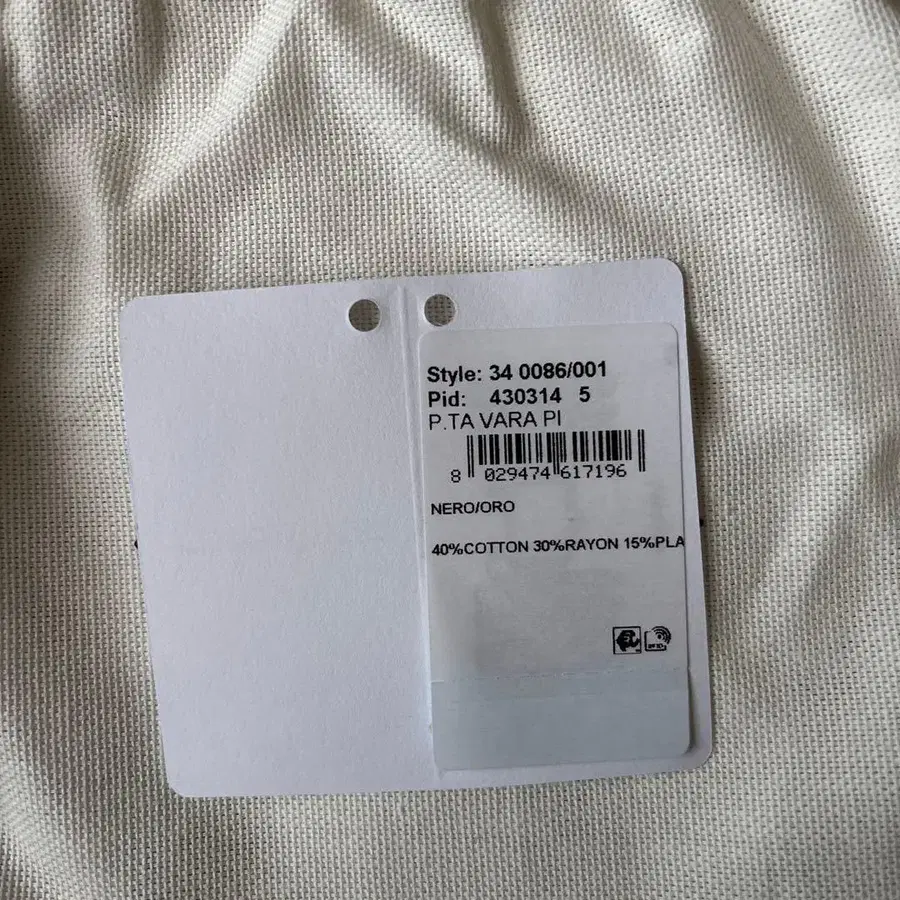 Style: 34 0086/001
Pid: 430314 5
P.TA VARA PI
8 029474 617196
NERO/ORO
40%COTTON 30%RAYON 15%PLA